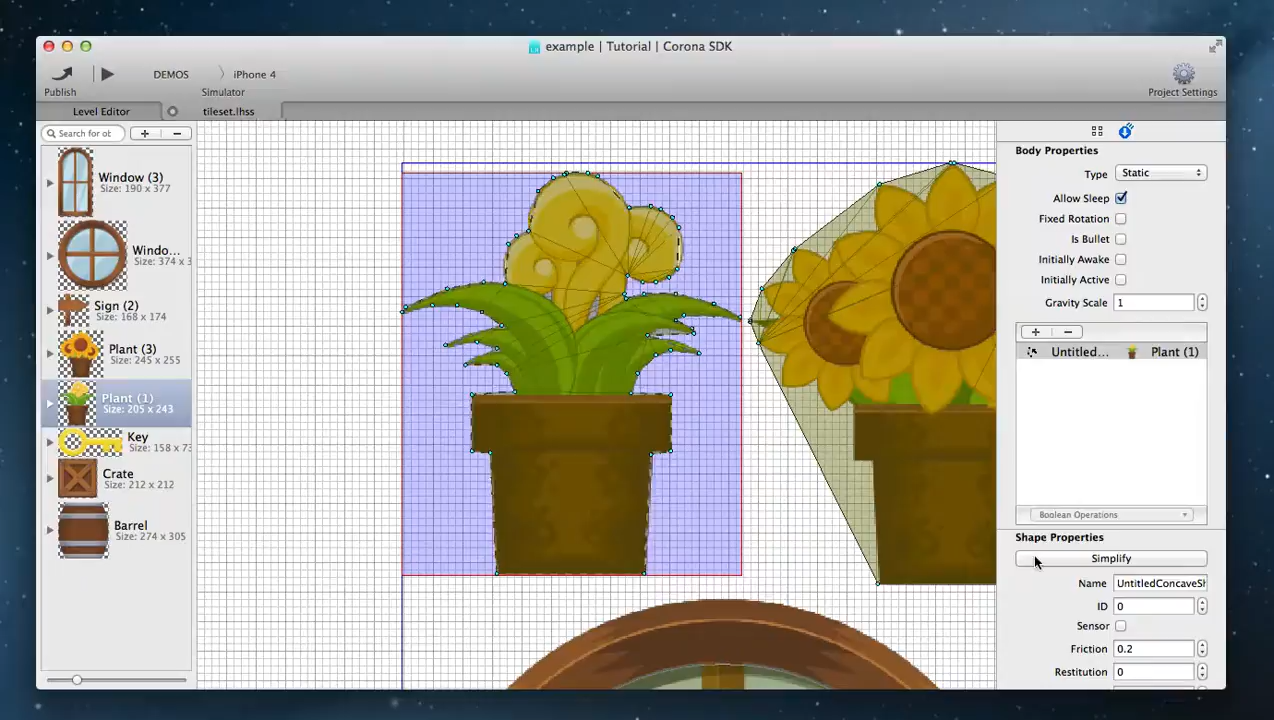 example | Tutorial | Corona SDK
DEMOS
iPhone 4
Publish
Simulator
Project Settings
Level Editor
tileset.lhss
Search for ot
+
−
Window (3)
Size: 190 x 377
Windo...
Size: 374 x 3
Sign (2)
Size: 168 x 174
Plant (3)
Size: 245 x 255
Plant (1)
Size: 205 x 243
Key
Size: 158 x 73
Crate
Size: 212 x 212
Barrel
Size: 274 x 305
Body Properties
Type Static
Allow Sleep
Fixed Rotation
Is Bullet
Initially Awake
Initially Active
Gravity Scale 1
+ −
Untitled... Plant (1)
Boolean Operations
Shape Properties
Simplify
Name UntitledConcaveSh
ID 0
Sensor
Friction 0.2
Restitution 0